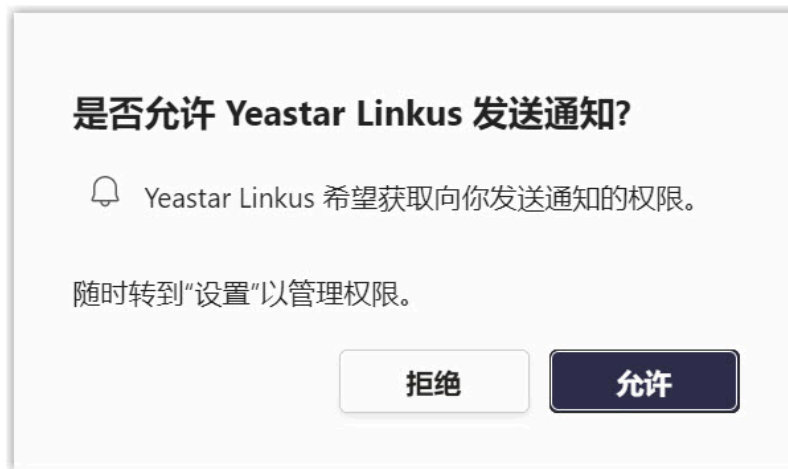 是否允许 Yeastar Linkus 发送通知?
Yeastar Linkus 希望获取向你发送通知的权限。
随时转到“设置”以管理权限。
拒绝
允许